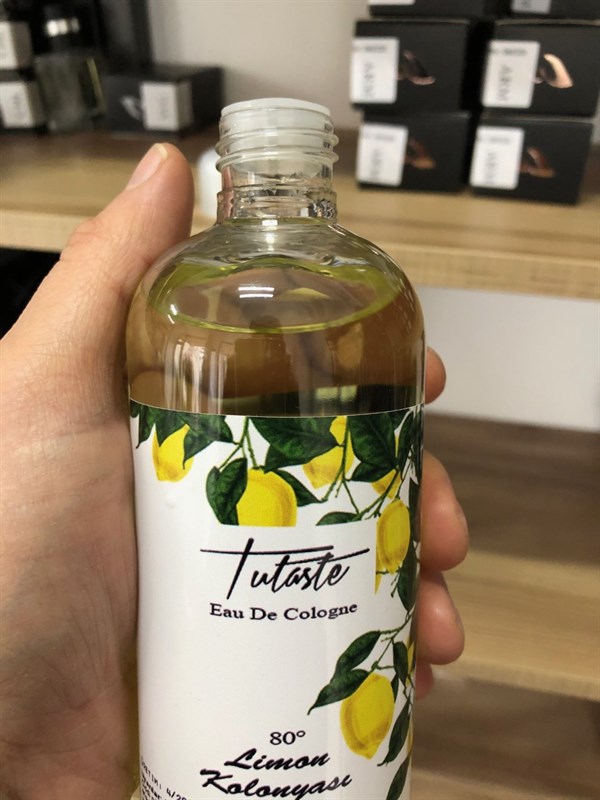 Tutaste
Eau De Cologne
80°
Limon
Kolonyası